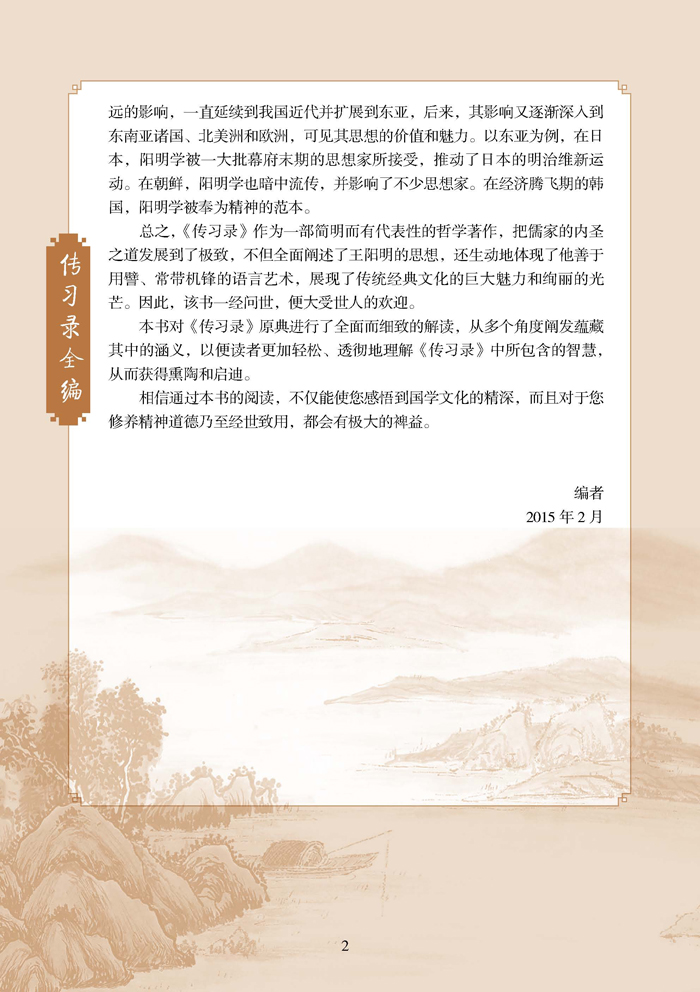 远的影响，一直延续到我国近代并扩展到东亚，后来，其影响又逐渐深入到
东南亚诸国、北美洲和欧洲，可见其思想的价值和魅力。以东亚为例，在日
本，阳明学被一大批幕府末期的思想家所接受，推动了日本的明治维新运
动。在朝鲜，阳明学也暗中流传，并影响了不少思想家。在经济腾飞期的韩
国，阳明学被奉为精神的范本。
总之，《传习录》作为一部简明而有代表性的哲学著作，把儒家的内圣
之道发展到了极致，不但全面阐述了王阳明的思想，还生动地体现了他善于
用譬、常带机锋的语言艺术，展现了传统经典文化的巨大魅力和绚丽的光
芒。因此，该书一经问世，便大受世人的欢迎。
本书对《传习录》原典进行了全面而细致的解读，从多个角度阐发蕴藏
其中的涵义，以便读者更加轻松、透彻地理解《传习录》中所包含的智慧，
从而获得熏陶和启迪。
相信通过本书的阅读，不仅能使您感悟到国学文化的精深，而且对于您
修养精神道德乃至经世致用，都会有极大的裨益。
编者
2015 年 2 月
传习录全编
2